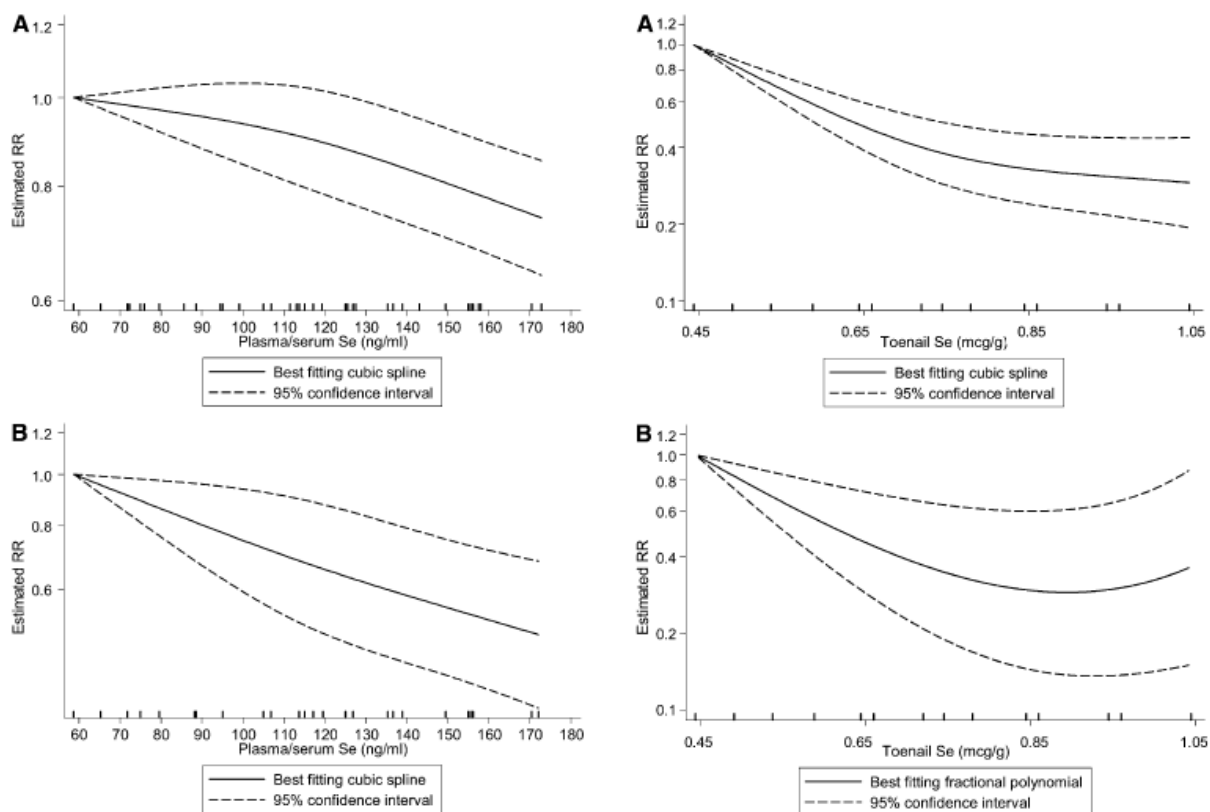 A
1.2
1.0
0.8
0.6
Estimated RR
60 70 80 90 100 110 120 130 140 150 160 170 180
Plasma/serum Se (ng/ml)
Best fitting cubic spline
95% confidence interval
A
1.2
1.0
0.8
0.6
0.4
0.2
0.1
Estimated RR
0.45 0.65 0.85 1.05
Toenail Se (mcg/g)
Best fitting cubic spline
95% confidence interval
B
1.2
1.0
0.8
0.6
Estimated RR
60 70 80 90 100 110 120 130 140 150 160 170 180
Plasma/serum Se (ng/ml)
Best fitting cubic spline
95% confidence interval
B
1.2
1.0
0.8
0.6
0.4
0.2
0.1
Estimated RR
0.45 0.65 0.85 1.05
Toenail Se (mcg/g)
Best fitting fractional polynomial
95% confidence interval